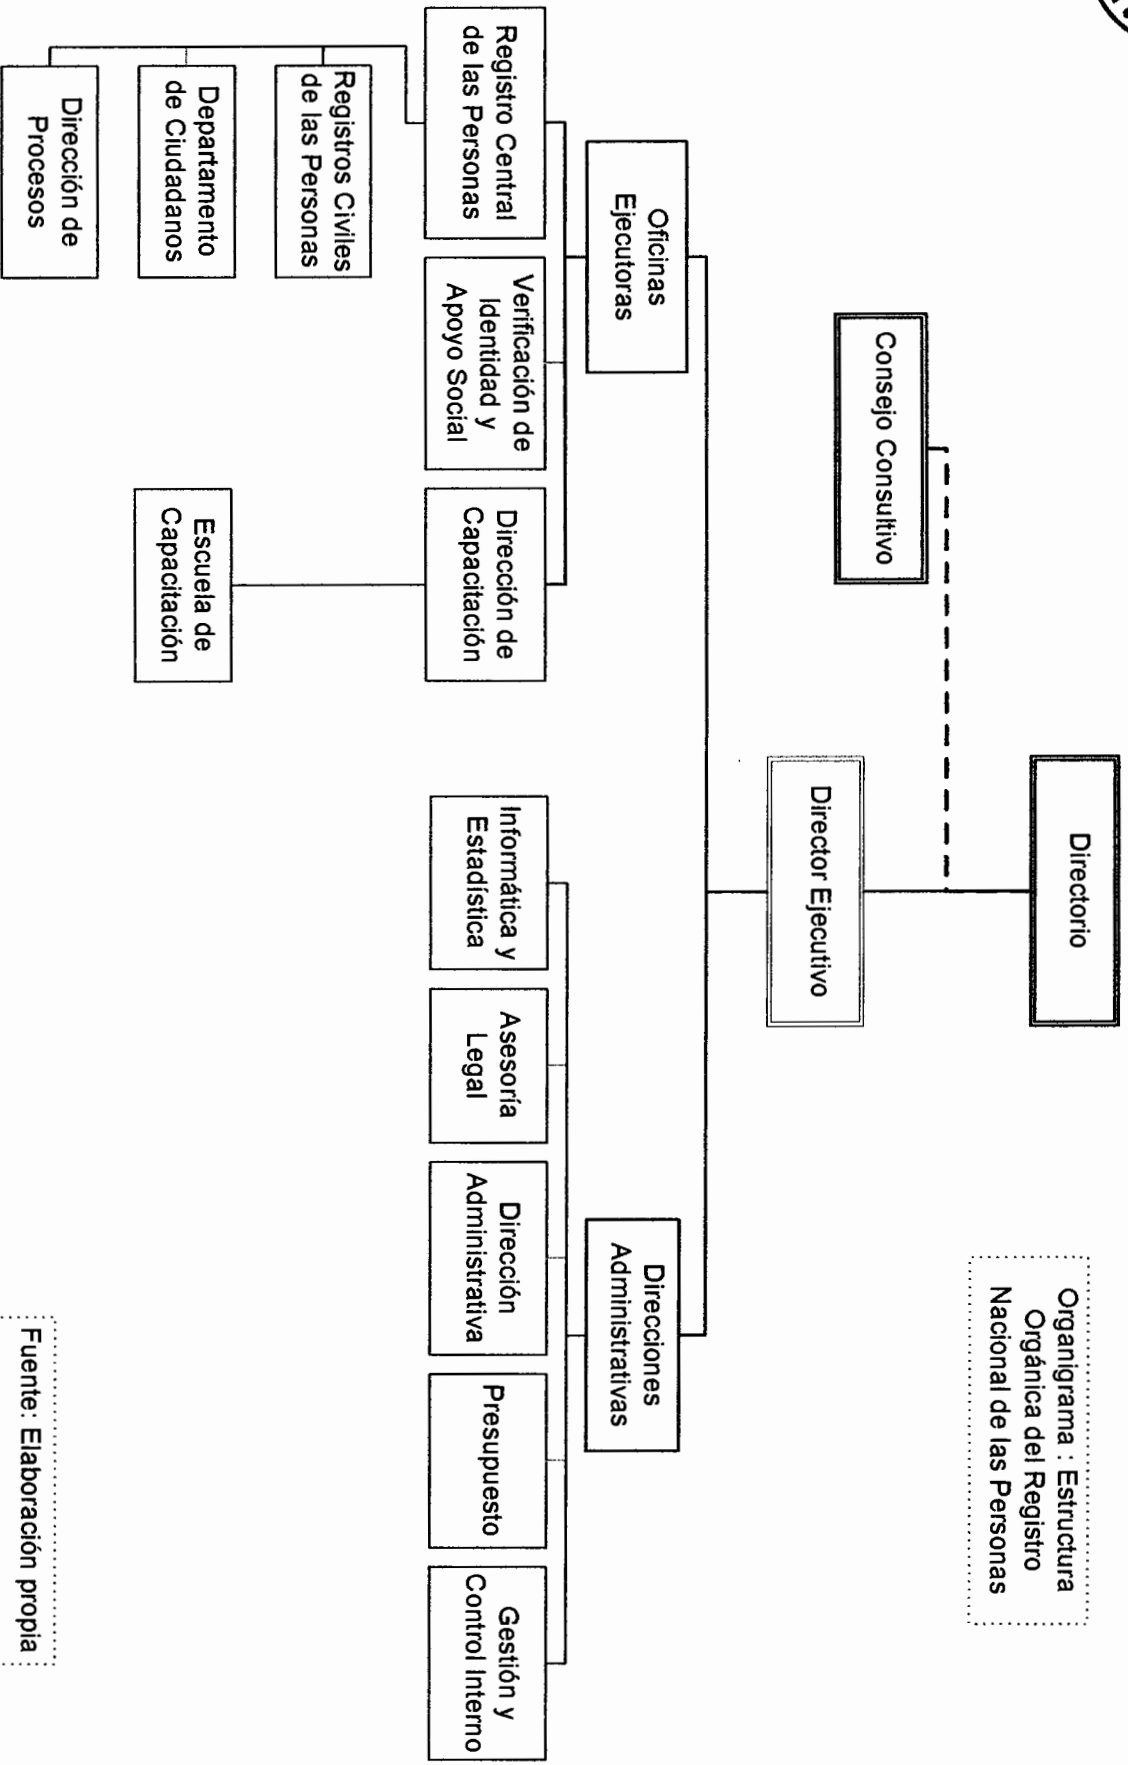 Organigrama : Estructura
Orgánica del Registro
Nacional de las Personas
Directorio
Consejo Consultivo
Director Ejecutivo
Oficinas
Ejecutoras
Direcciones
Administrativas
Registro Central
de las Personas
Verificación de
Identidad y
Apoyo Social
Dirección de
Capacitación
Informática y
Estadística
Asesoría
Legal
Dirección
Administrativa
Presupuesto
Gestión y
Control Interno
Registros Civiles
de las Personas
Departamento
de Ciudadanos
Dirección de
Procesos
Escuela de
Capacitación
Fuente: Elaboración propia